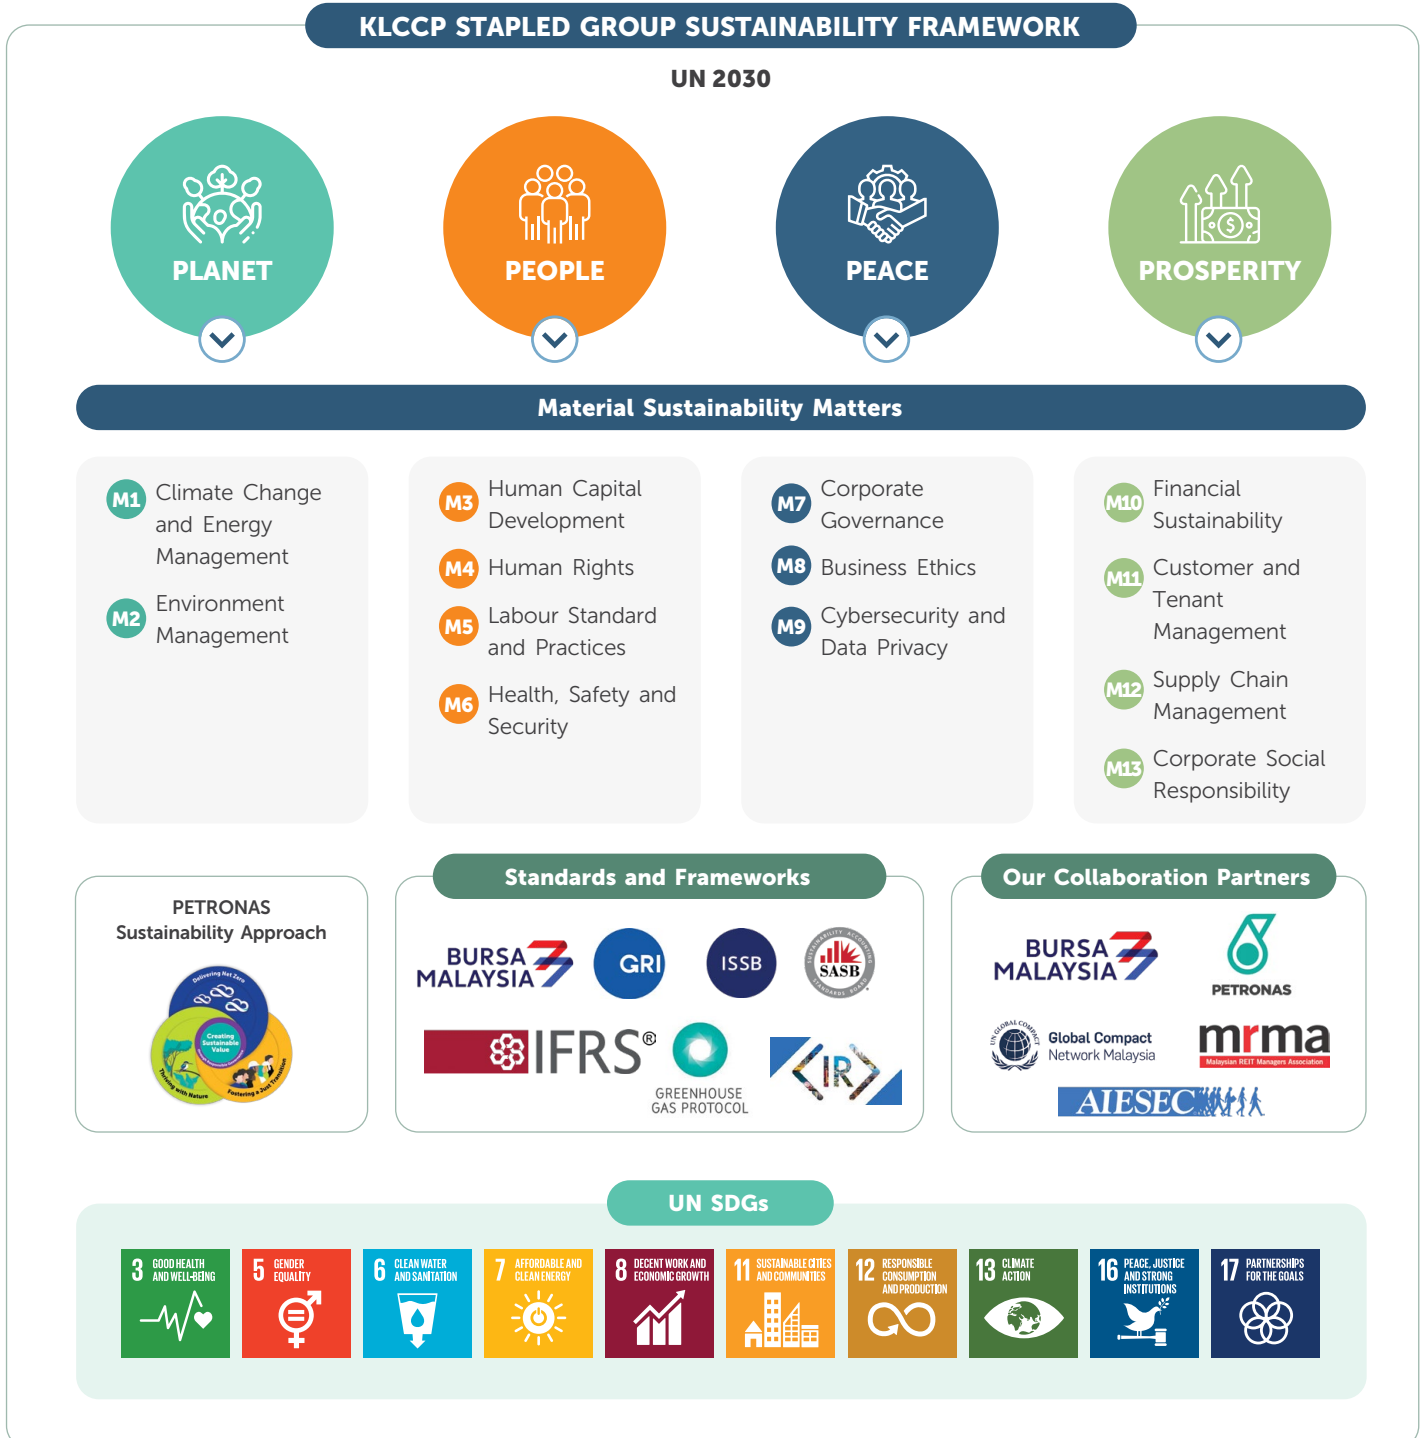 KLCCP STAPLED GROUP SUSTAINABILITY FRAMEWORK
UN 2030
PLANET
PEOPLE
PEACE
PROSPERITY
Material Sustainability Matters
M1 Climate Change
and Energy
Management
M2 Environment
Management
M3 Human Capital
Development
M4 Human Rights
M5 Labour Standard
and Practices
M6 Health, Safety and
Security
M7 Corporate
Governance
M8 Business Ethics
M9 Cybersecurity and
Data Privacy
M10 Financial
Sustainability
M11 Customer and
Tenant
Management
M12 Supply Chain
Management
M13 Corporate Social
Responsibility
PETRONAS
Sustainability Approach
Delivering Net Zero
Creating
Sustainable
Value
Thriving with Nature
Fostering a Just Transition
Standards and Frameworks
BURSA
MALAYSIA
GRI
ISSB
SUSTAINABILITY ACCOUNTING
SASB
STANDARDS BOARD
IFRS®
GREENHOUSE
GAS PROTOCOL
<IR>
Our Collaboration Partners
BURSA
MALAYSIA
PETRONAS
UN GLOBAL COMPACT
Global Compact
Network Malaysia
mrma
Malaysian REIT Managers Association
AIESEC
UN SDGs
3 GOOD HEALTH
AND WELL-BEING
5 GENDER
EQUALITY
6 CLEAN WATER
AND SANITATION
7 AFFORDABLE AND
CLEAN ENERGY
8 DECENT WORK AND
ECONOMIC GROWTH
11 SUSTAINABLE CITIES
AND COMMUNITIES
12 RESPONSIBLE
CONSUMPTION
AND PRODUCTION
13 CLIMATE
ACTION
16 PEACE, JUSTICE
AND STRONG
INSTITUTIONS
17 PARTNERSHIPS
FOR THE GOALS